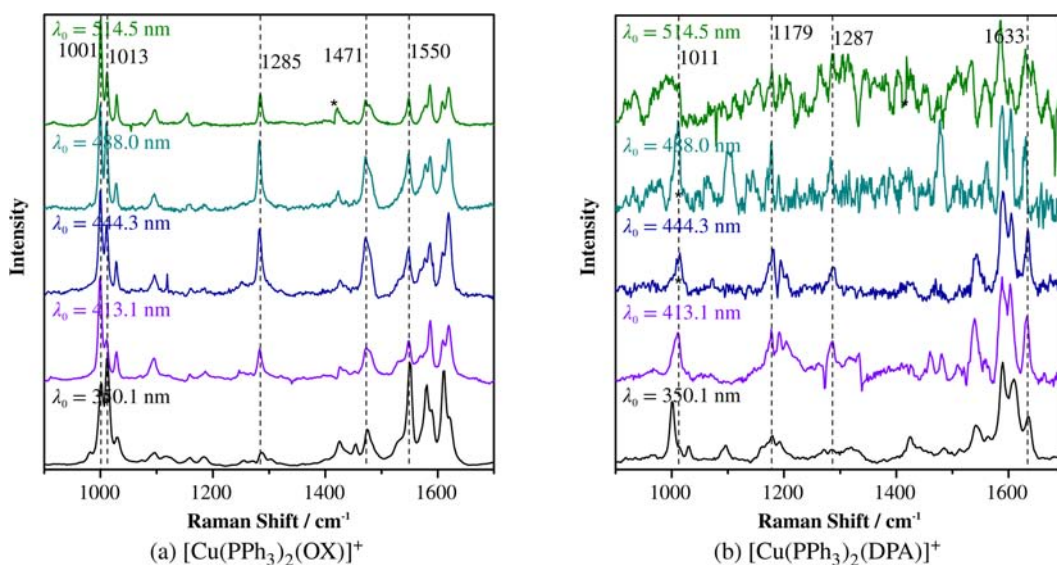 λ₀ = 514.5 nm
1001
1013
1285
1471
1550
*
λ₀ = 488.0 nm
λ₀ = 444.3 nm
λ₀ = 413.1 nm
λ₀ = 350.1 nm
Intensity
1000
1200
1400
1600
Raman Shift / cm⁻¹
(a) [Cu(PPh₃)₂(OX)]⁺
λ₀ = 514.5 nm
1011
1179
1287
1633
*
λ₀ = 488.0 nm
*
λ₀ = 444.3 nm
*
λ₀ = 413.1 nm
λ₀ = 350.1 nm
Intensity
1000
1200
1400
1600
Raman Shift / cm⁻¹
(b) [Cu(PPh₃)₂(DPA)]⁺